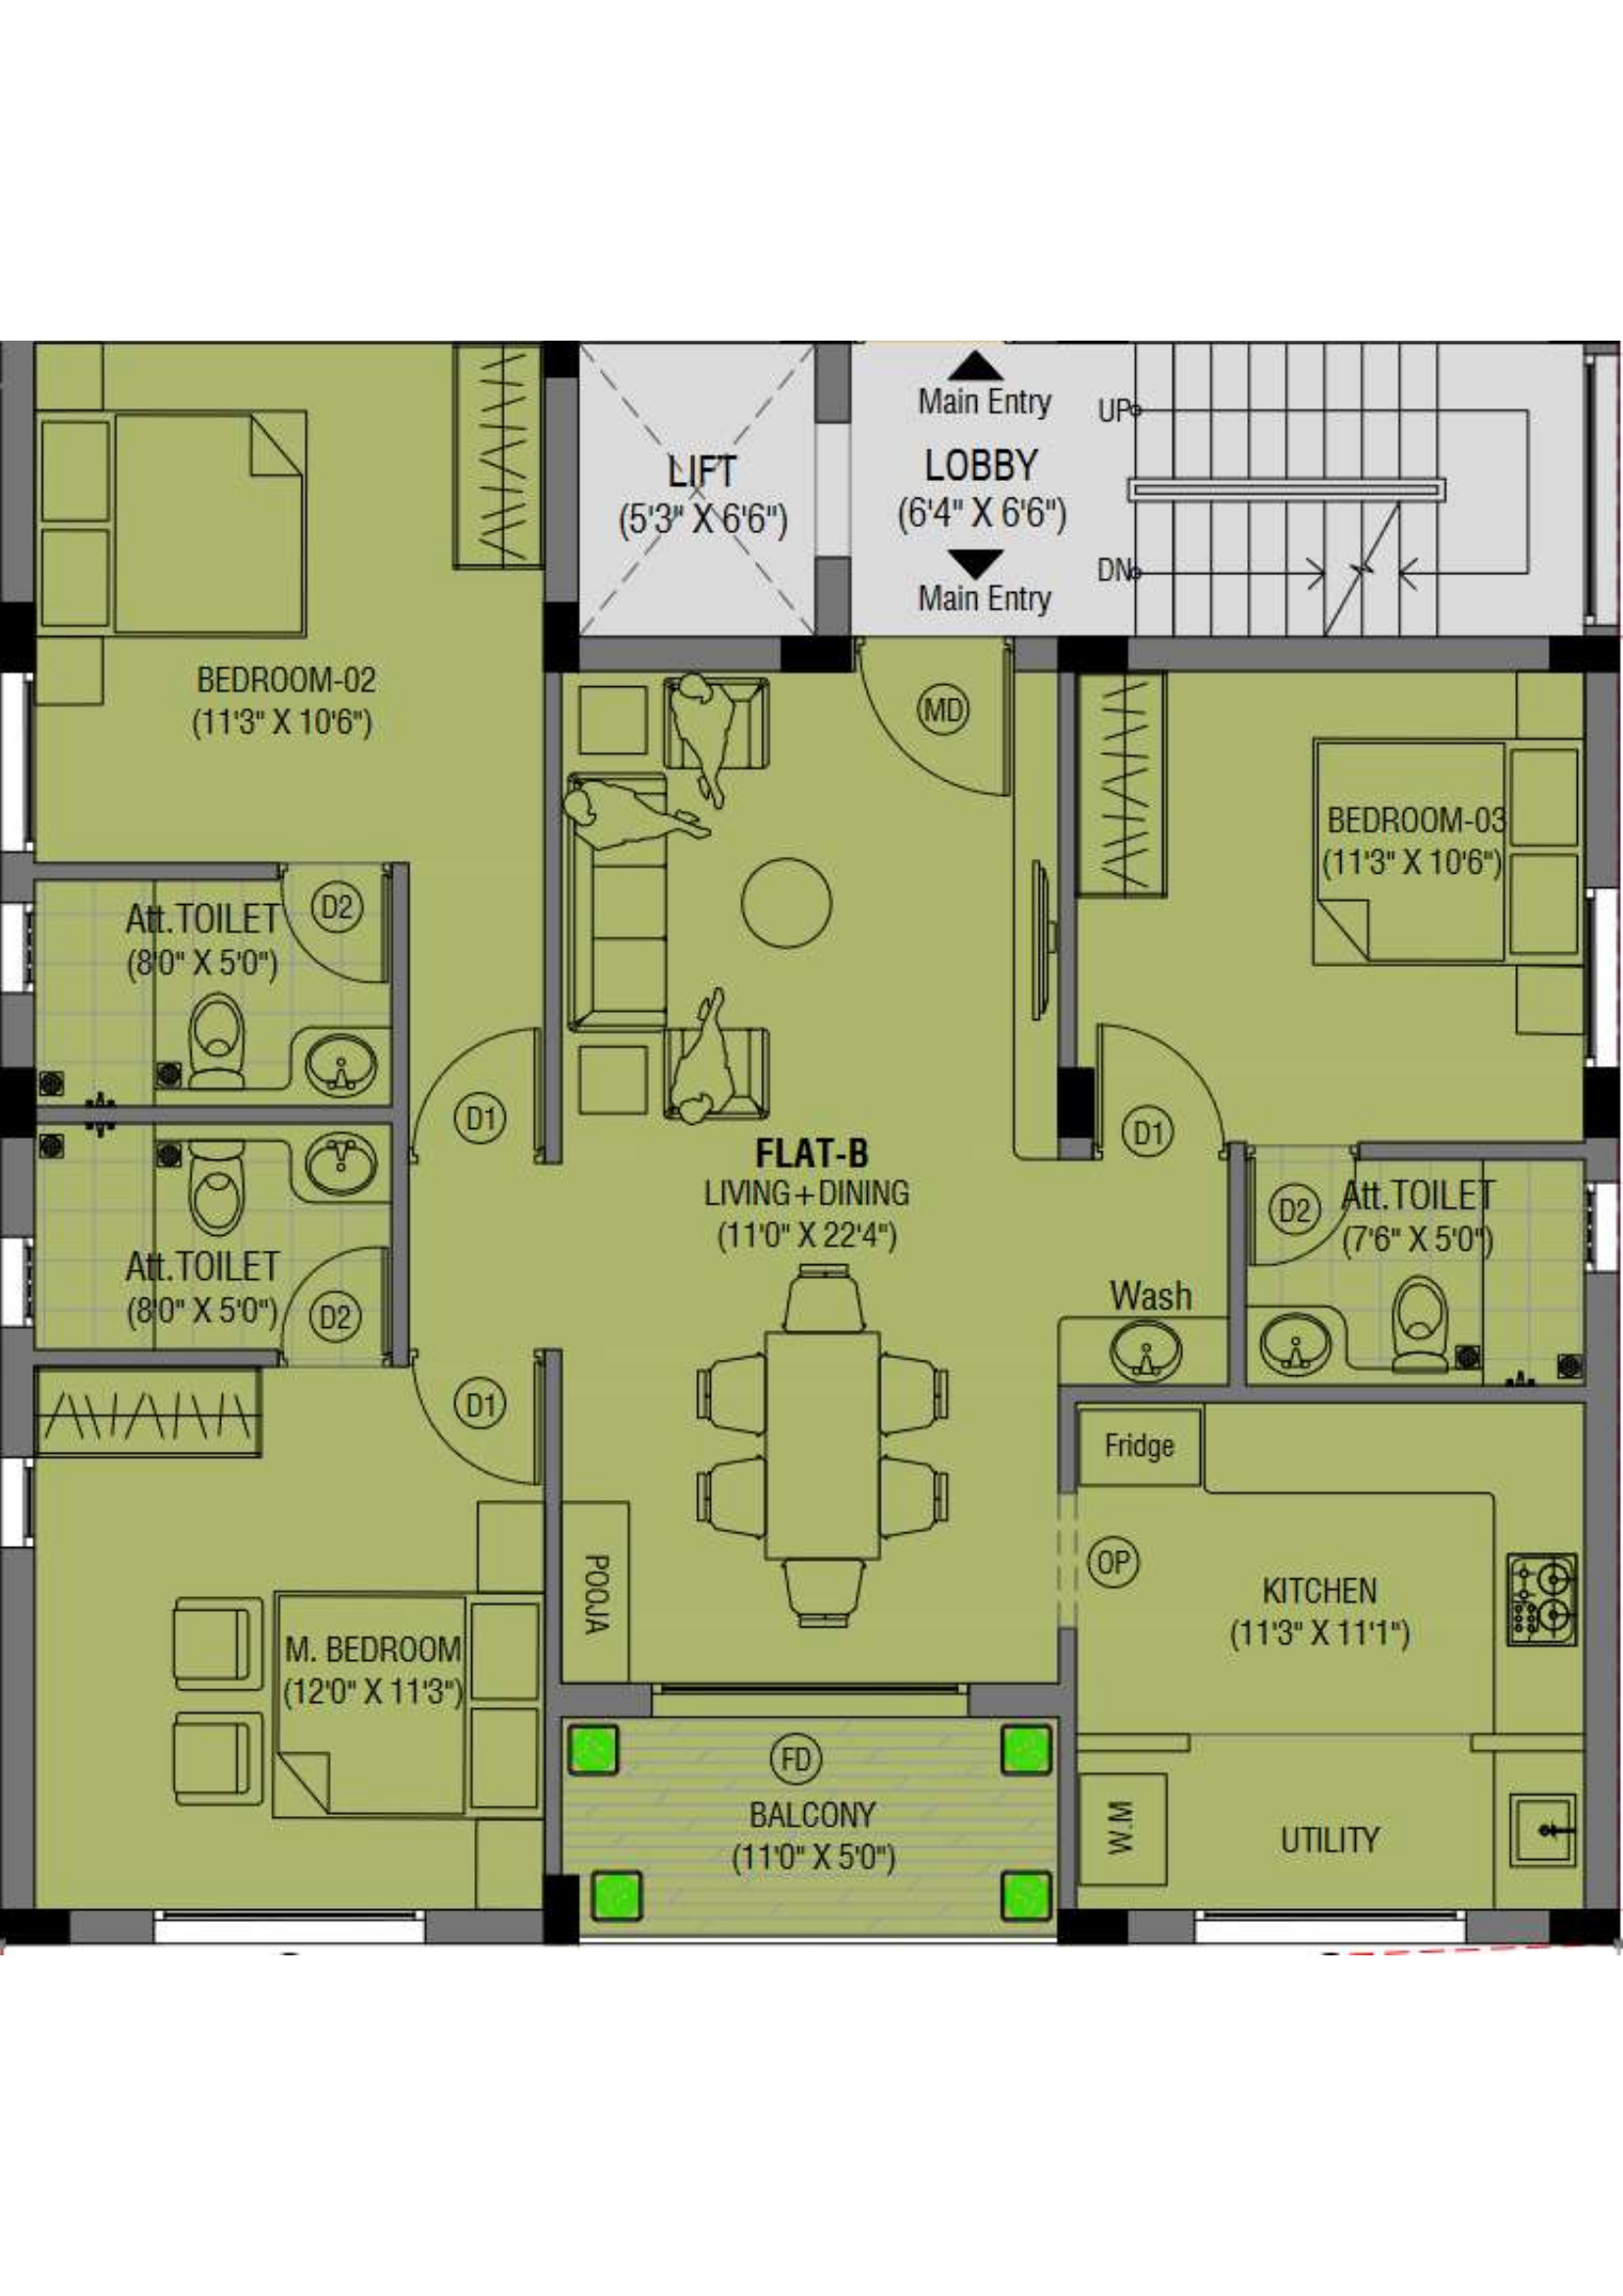 Main Entry
UP
LIFT
(5'3" X 6'6")
LOBBY
(6'4" X 6'6")
DN
Main Entry
BEDROOM-02
(11'3" X 10'6")
MD
BEDROOM-03
(11'3" X 10'6")
Att.TOILET
(8'0" X 5'0")
D2
D1
D1
FLAT-B
LIVING+DINING
(11'0" X 22'4")
D2
Att.TOILET
(7'6" X 5'0")
Att.TOILET
(8'0" X 5'0")
D2
Wash
D1
Fridge
POOJA
OP
KITCHEN
(11'3" X 11'1")
M. BEDROOM
(12'0" X 11'3")
FD
BALCONY
(11'0" X 5'0")
W.M
UTILITY